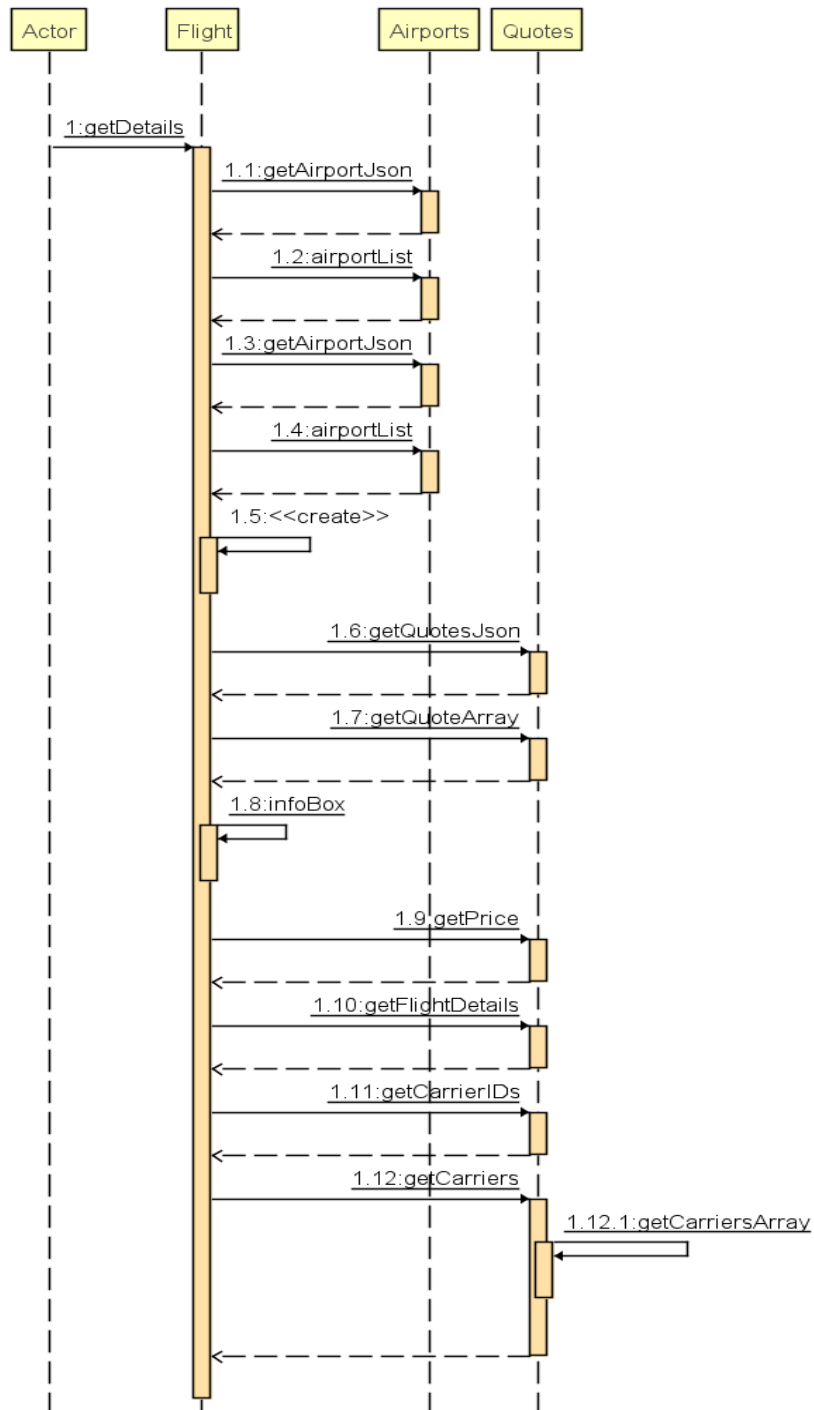 Actor
Flight
Airports
Quotes
1:getDetails
1.1:getAirportJson
1.2:airportList
1.3:getAirportJson
1.4:airportList
1.5:<<create>>
1.6:getQuotesJson
1.7:getQuoteArray
1.8:infoBox
1.9:getPrice
1.10:getFlightDetails
1.11:getCarrierIDs
1.12:getCarriers
1.12.1:getCarriersArray